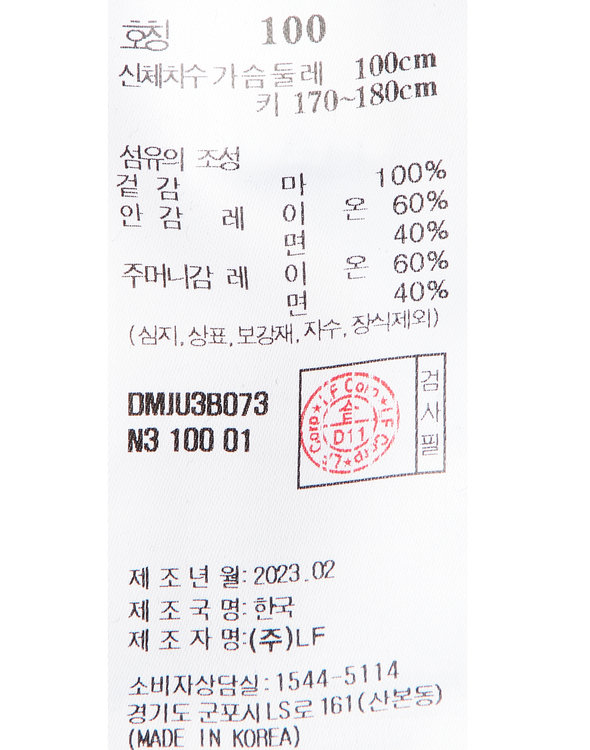 호칭 100
신체치수 가슴둘레 100cm
키 170~180cm
섬유의 조성
겉감 마 100%
안감 레이온 60%
면 40%
주머니감 레이온 60%
면 40%
(심지, 상표, 보강재, 자수, 장식제외)
DMJU3B073
N3 100 01
LF Corp ★ LF Corp ★
D11
검사필
제조년월: 2023.02
제조국명: 한국
제조자명:(주)LF
소비자상담실: 1544-5114
경기도 군포시 LS로 161(산본동)
(MADE IN KOREA)